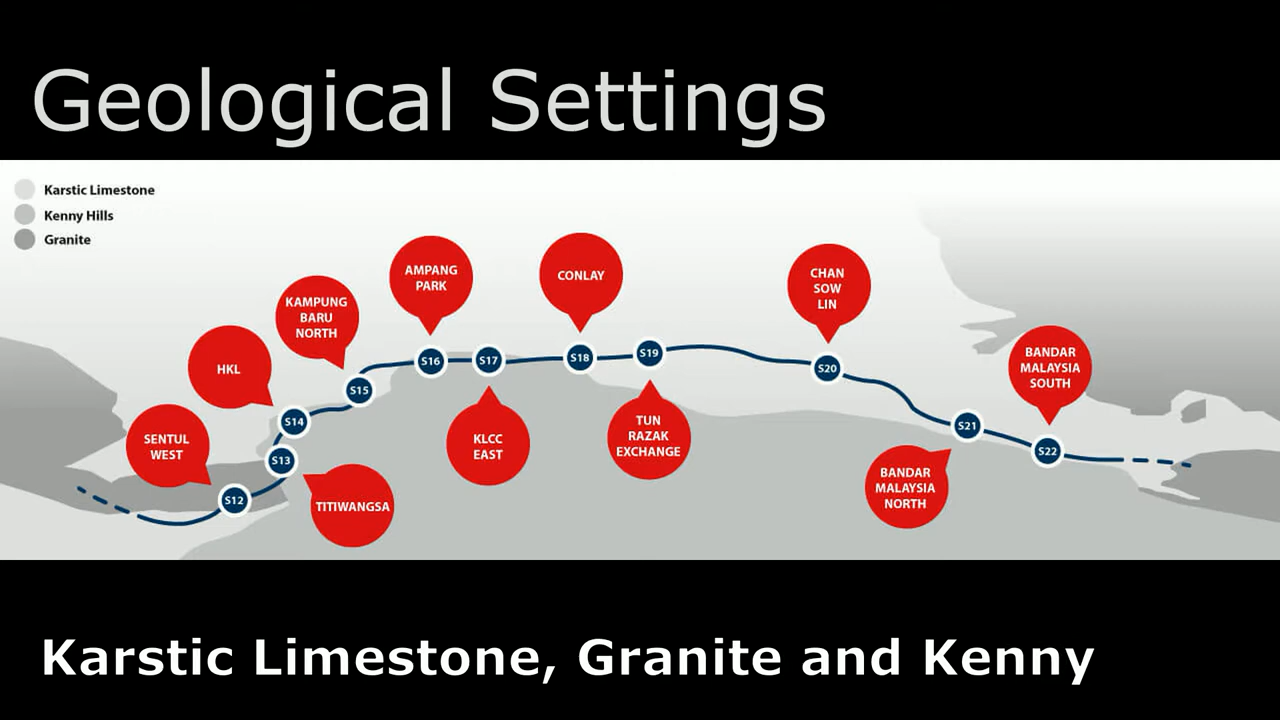 Geological Settings
Karstic Limestone
Kenny Hills
Granite
SENTUL
WEST
HKL
KAMPUNG
BARU
NORTH
AMPANG
PARK
CONLAY
CHAN
SOW
LIN
BANDAR
MALAYSIA
SOUTH
S12
S13
S14
S15
S16
S17
S18
S19
S20
S21
S22
TITIWANGSA
KLCC
EAST
TUN
RAZAK
EXCHANGE
BANDAR
MALAYSIA
NORTH
Karstic Limestone, Granite and Kenny